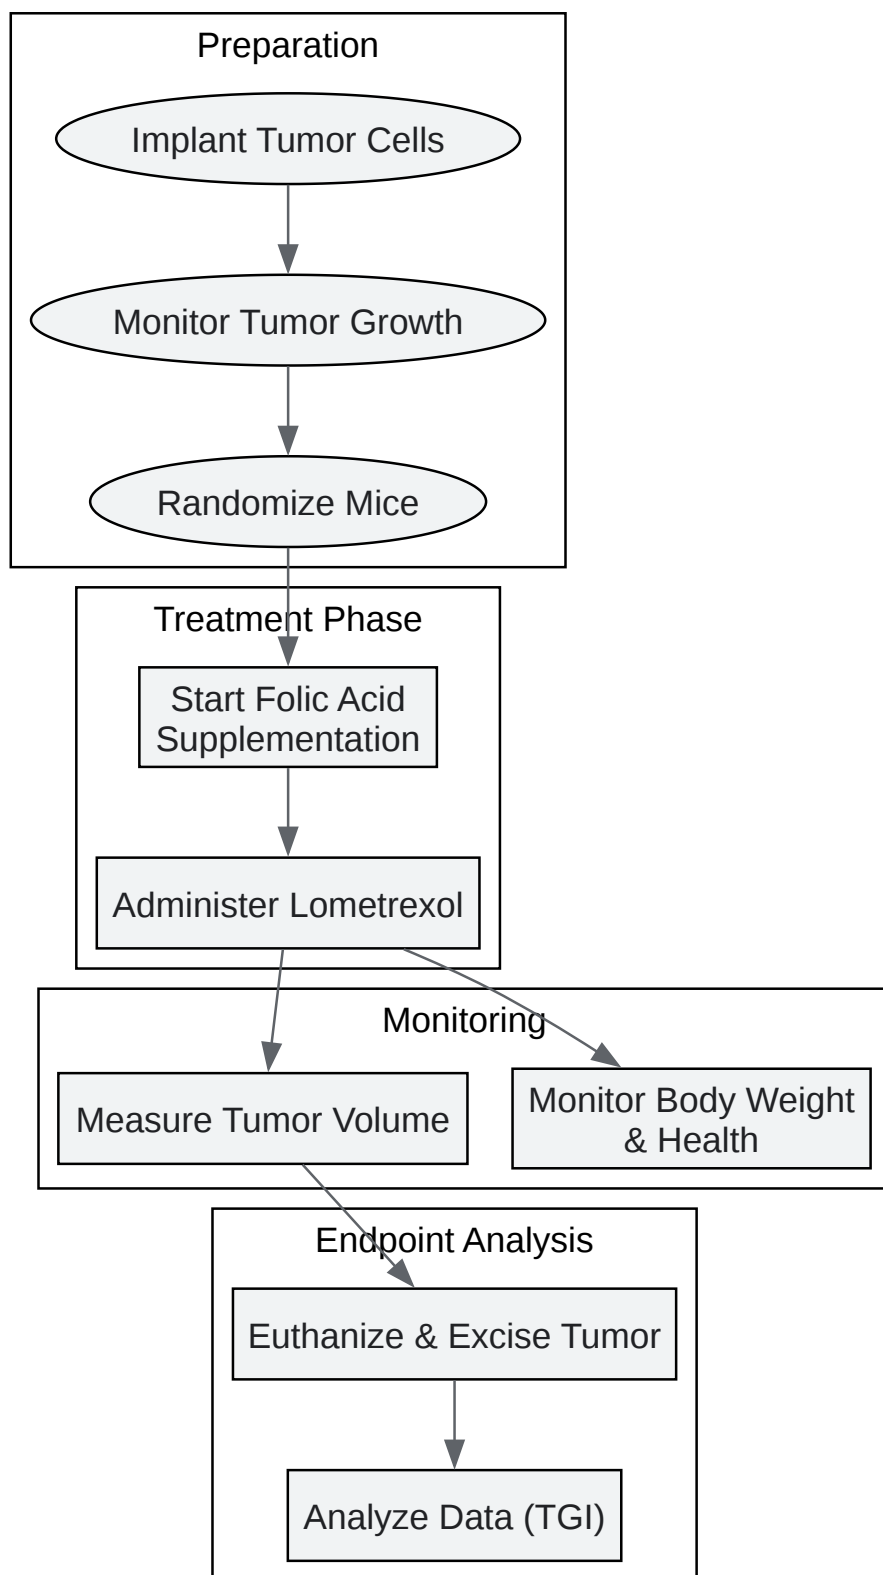 Preparation
Implant Tumor Cells
Monitor Tumor Growth
Randomize Mice
Treatment Phase
Start Folic Acid
Supplementation
Administer Lometrexol
Monitoring
Measure Tumor Volume
Monitor Body Weight
& Health
Endpoint Analysis
Euthanize & Excise Tumor
Analyze Data (TGI)